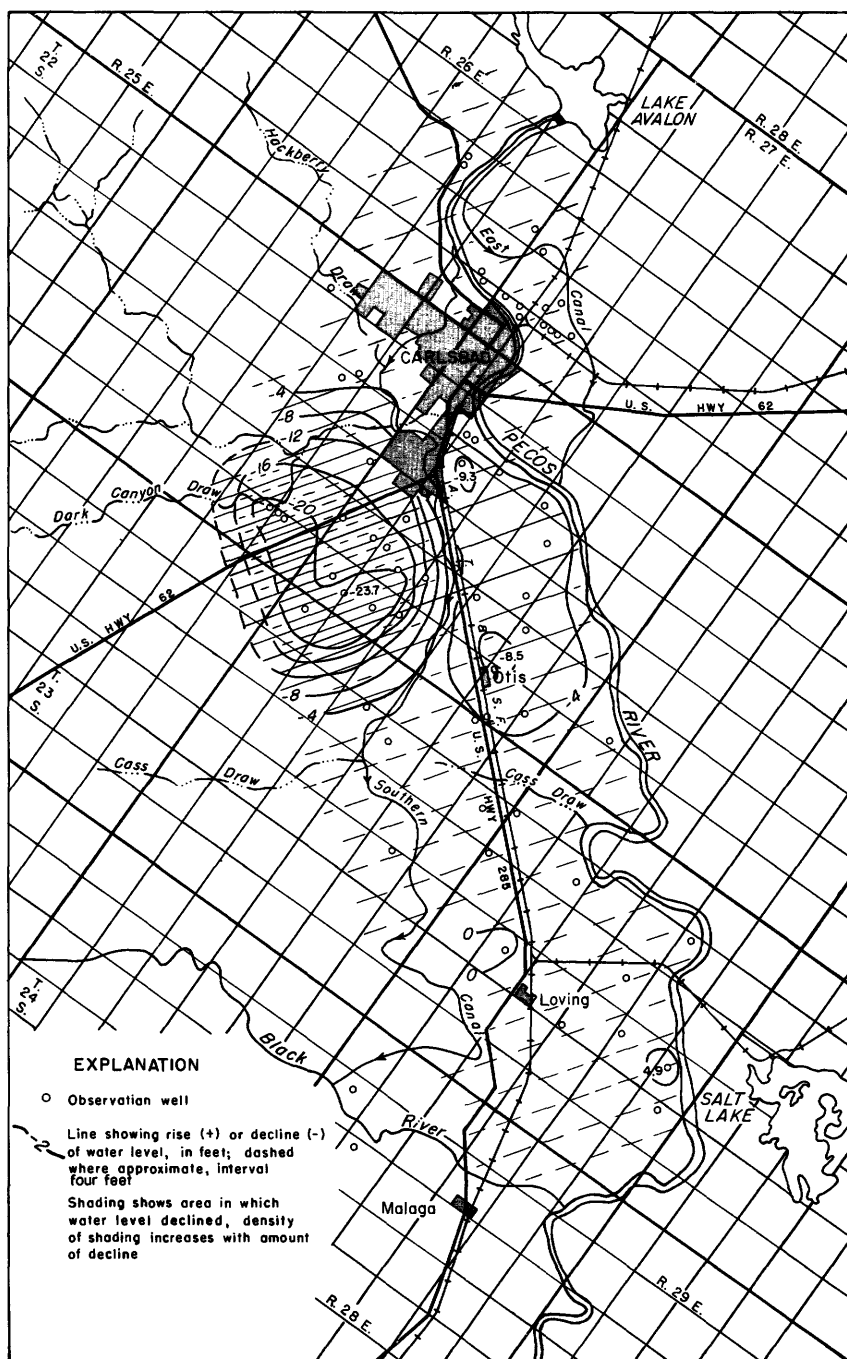 T.
22
S.
R. 25 E.
R. 26 E.
LAKE
AVALON
R. 28 E.
R. 27 E.
Hackberry
Draw
East
Canal
CARLSBAD
U. S. HWY 62
PECOS
-4
-8
-12
-16
-20
-9.3
Dark Canyon Draw
-23.7
U.S. HWY 62
A. T. & S. F.
-8.5
Otis
-4
T.
23
S.
-8
-4
RIVER
Cass Draw
Cass Draw
Southern
U.S. HWY 285
0
0
Loving
T.
24
S.
Canal
Black
River
4.9
SALT
LAKE
EXPLANATION
Observation well
-2
Line showing rise (+) or decline (-)
of water level, in feet; dashed
where approximate, interval
four feet
Shading shows area in which
water level declined, density
of shading increases with amount
of decline
Malaga
R. 28 E.
R. 29 E.